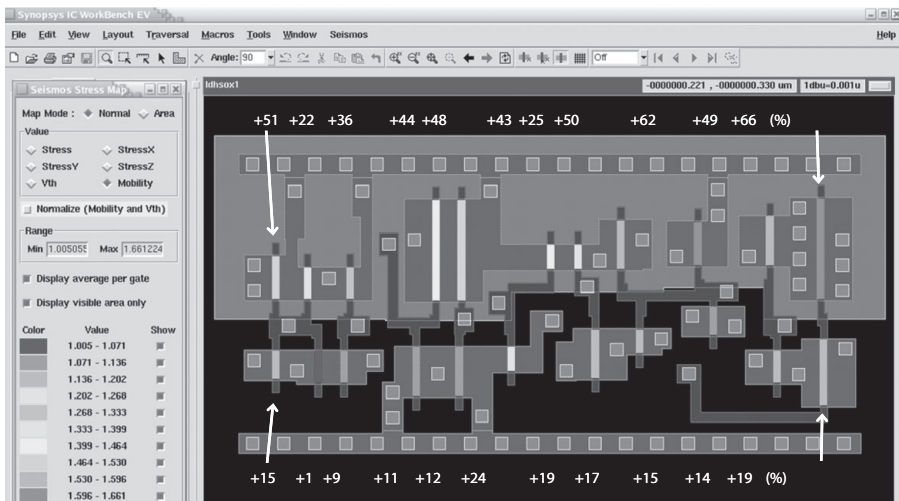 Synopsys IC WorkBench EV
File Edit View Layout Traversal Macros Tools Window Seismos Help
Angle: 90 Off
Seismos Stress Map
ldhsox1 -0000000.221 , -0000000.330 um 1dbu=0.001u
Map Mode : Normal Area
Value
Stress StressX
StressY StressZ
Vth Mobility
Normalize (Mobility and Vth)
Range
Min 1.005055 Max 1.661224
Display average per gate
Display visible area only
Color Value Show
1.005 - 1.071
1.071 - 1.136
1.136 - 1.202
1.202 - 1.268
1.268 - 1.333
1.333 - 1.399
1.399 - 1.464
1.464 - 1.530
1.530 - 1.596
1.596 - 1.661
+51 +22 +36 +44 +48 +43 +25 +50 +62 +49 +66 (%)
+15 +1 +9 +11 +12 +24 +19 +17 +15 +14 +19 (%)